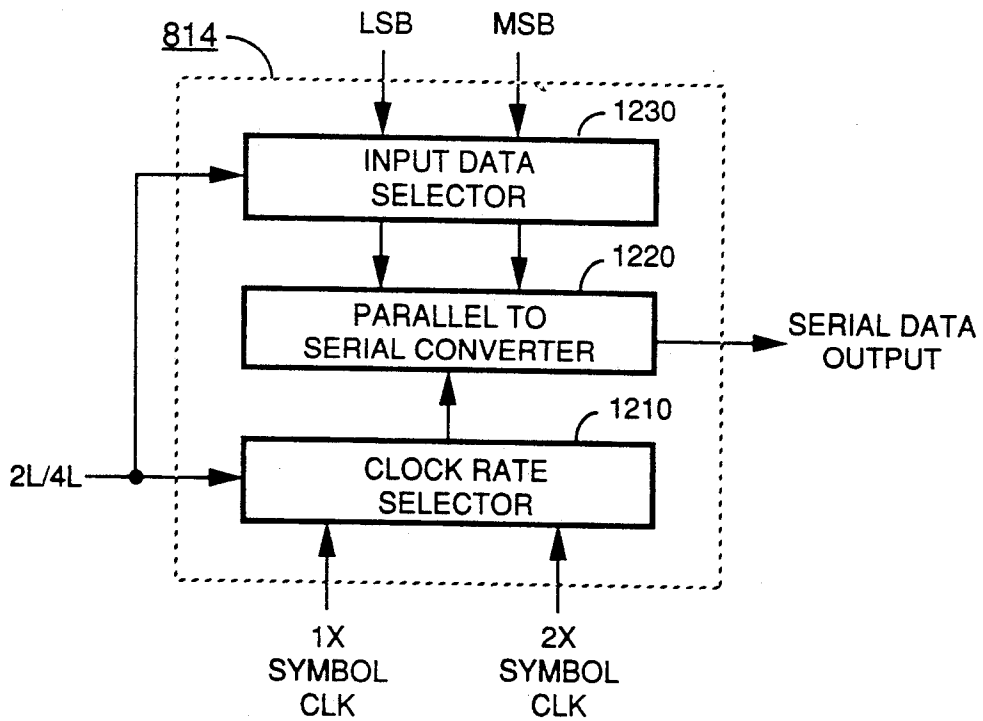 814
LSB
MSB
1230
INPUT DATA
SELECTOR
1220
PARALLEL TO
SERIAL CONVERTER
SERIAL DATA
OUTPUT
1210
2L/4L
CLOCK RATE
SELECTOR
1X
SYMBOL
CLK
2X
SYMBOL
CLK